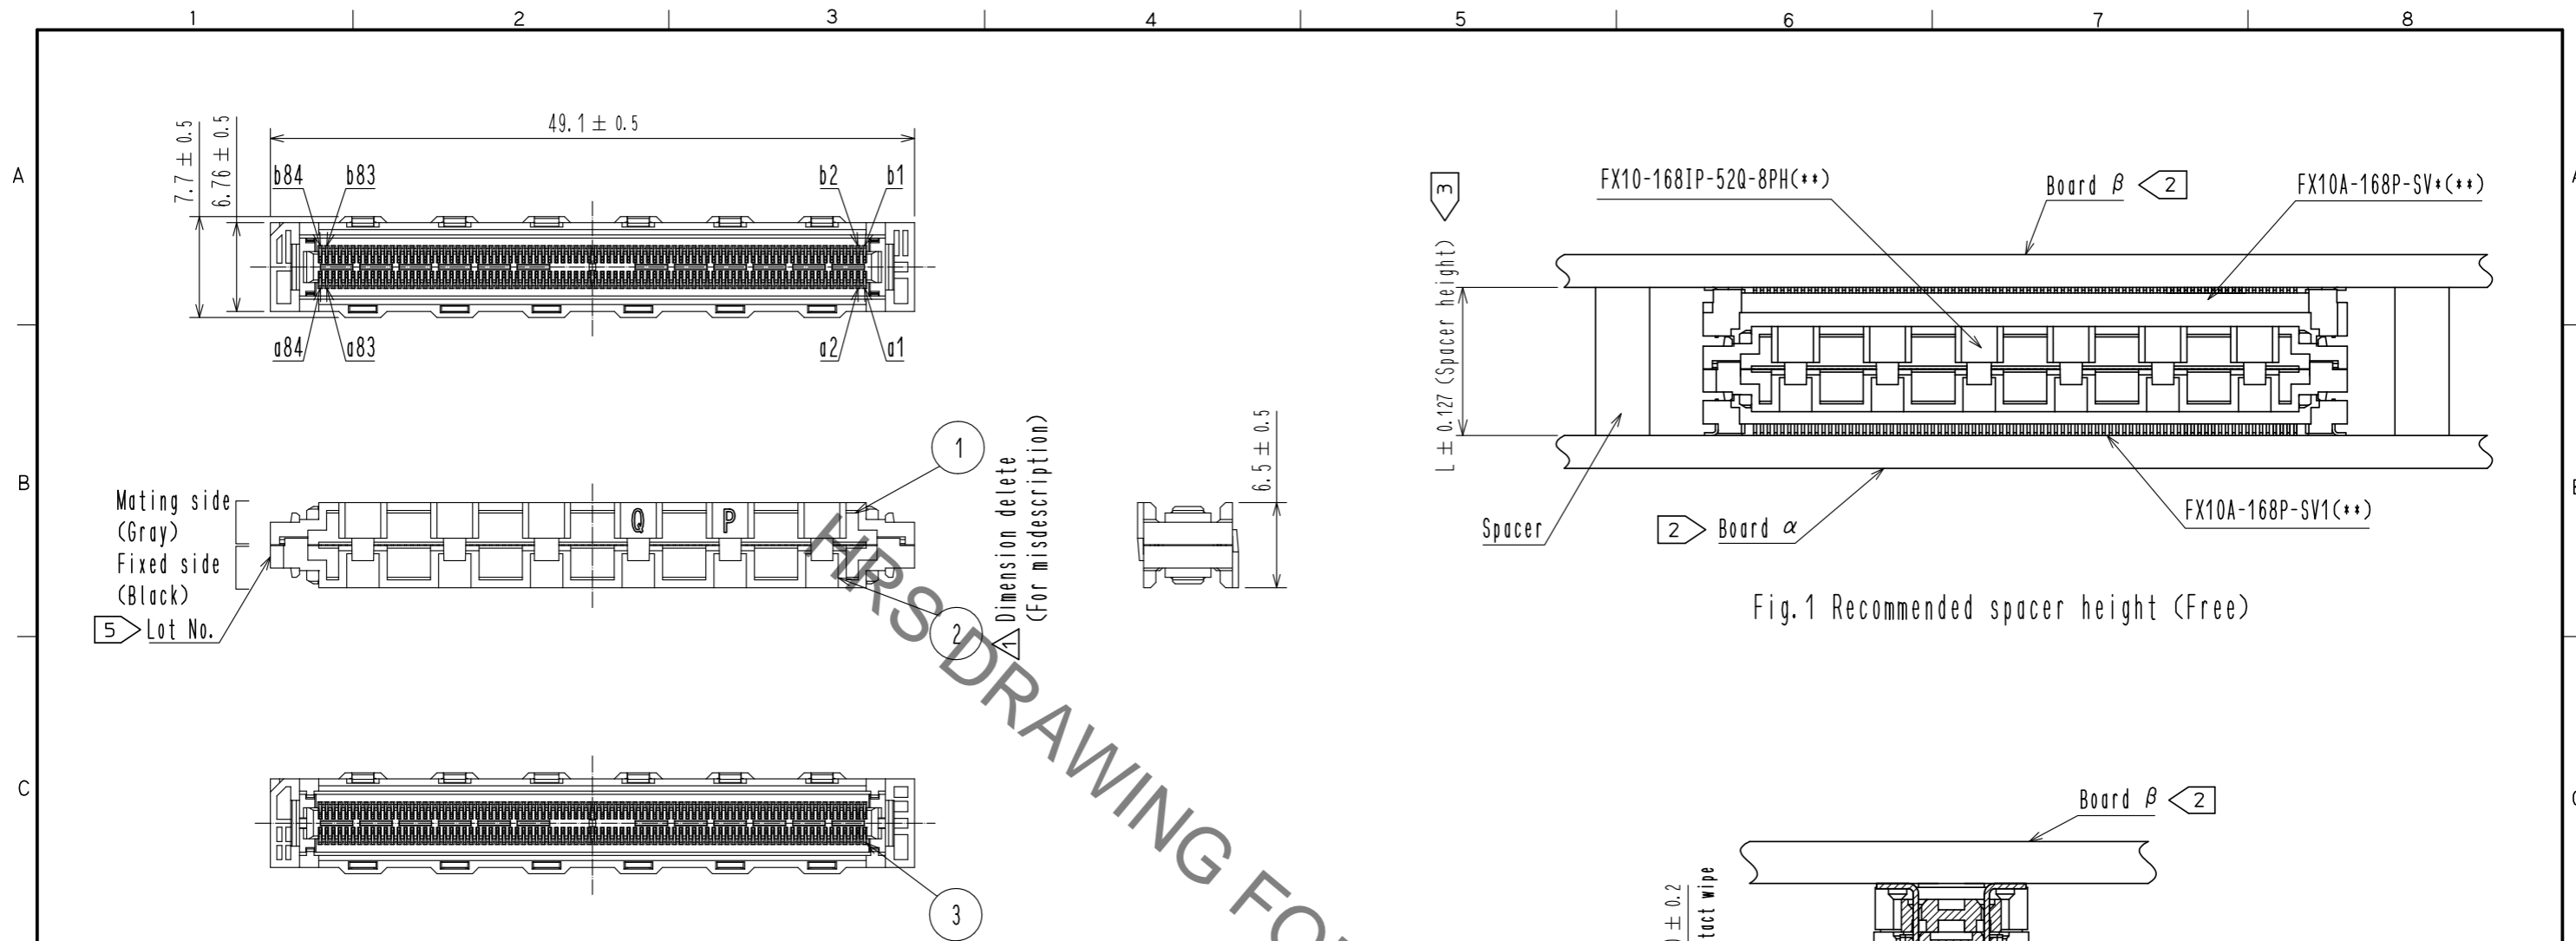 1 2 3 4 5 6 7 8
A
49.1 ± 0.5
7.7 ± 0.5
6.76 ± 0.5
b84 b83 b2 b1
a84 a83 a2 a1
3
L ± 0.127 (Spacer height)
FX10-168IP-52Q-8PH(**)
Board β 2
FX10A-168P-SV*(**)
Spacer
2 Board α
FX10A-168P-SV1(**)
Fig.1 Recommended spacer height (Free)
B
Mating side
(Gray)
Fixed side
(Black)
5 Lot No.
Q P
1
2
1
Dimension delete
(For misdescription)
6.5 ± 0.5
HRS DRAWING
C
3
Board β 2
± 0.2
wipe